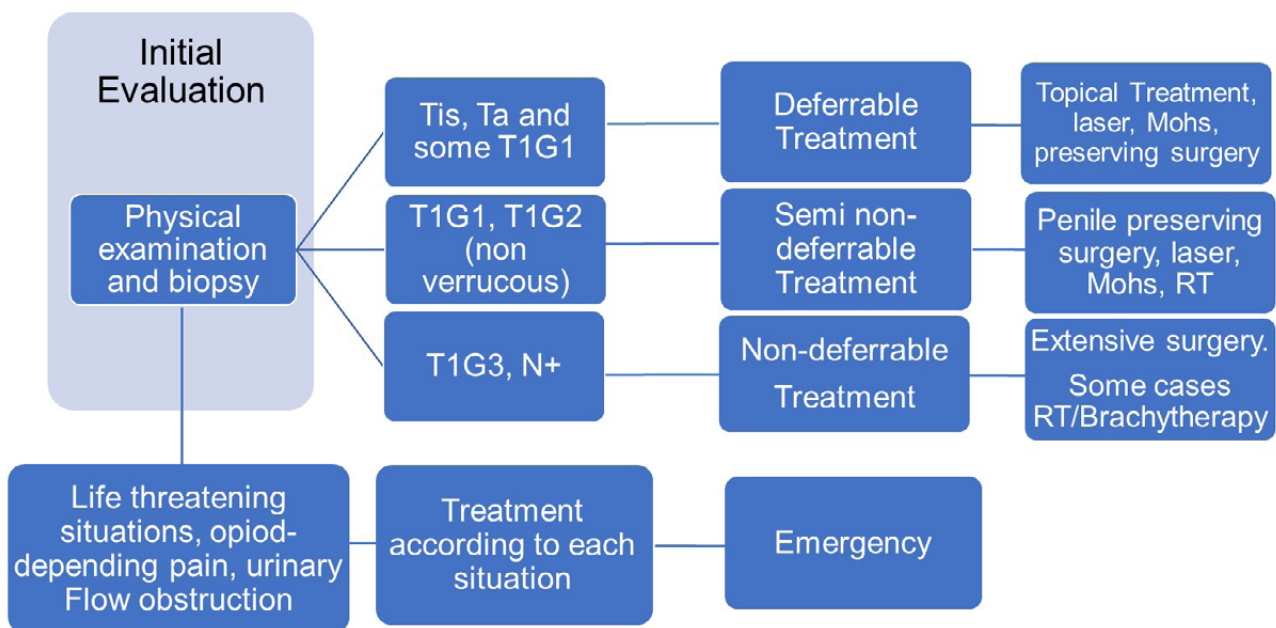 Initial
Evaluation
Physical
examination
and biopsy
Tis, Ta and
some T1G1
Deferrable
Treatment
Topical Treatment,
laser, Mohs,
preserving surgery
T1G1, T1G2
(non
verrucous)
Semi non-
deferrable
Treatment
Penile preserving
surgery, laser,
Mohs, RT
T1G3, N+
Non-deferrable
Treatment
Extensive surgery.
Some cases
RT/Brachytherapy
Life threatening
situations, opiod-
depending pain, urinary
Flow obstruction
Treatment
according to each
situation
Emergency